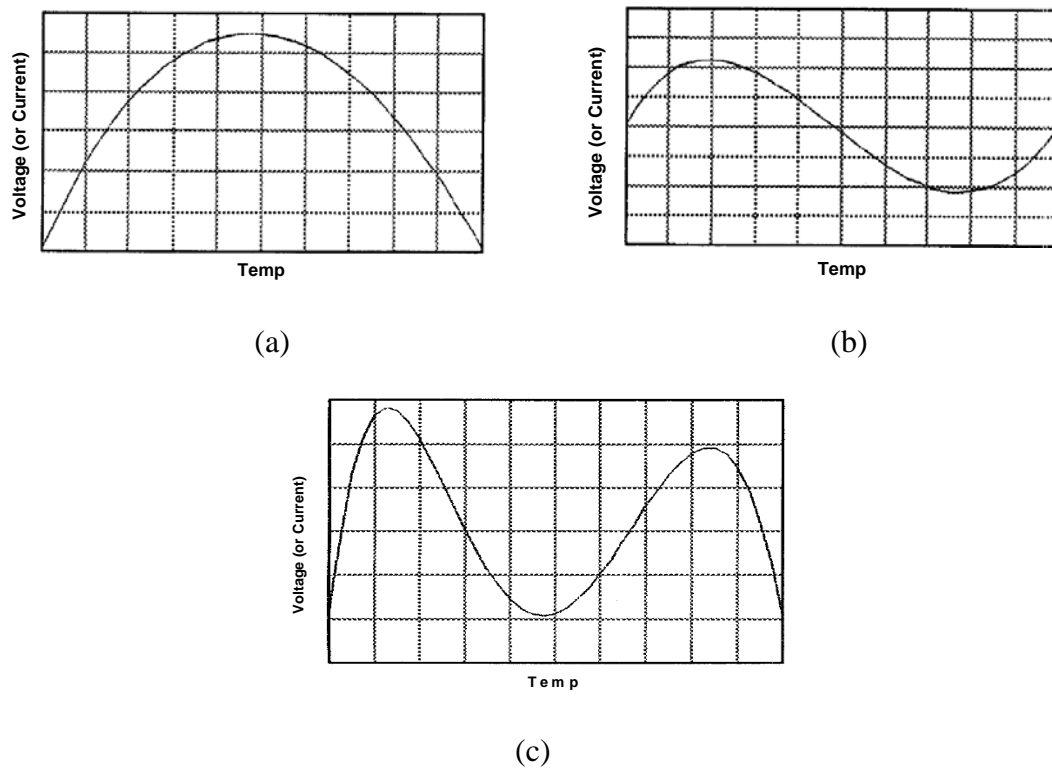 Voltage (or Current)
Temp
(a)
Voltage (or Current)
Temp
(b)
Voltage (or Current)
Temp
(c)